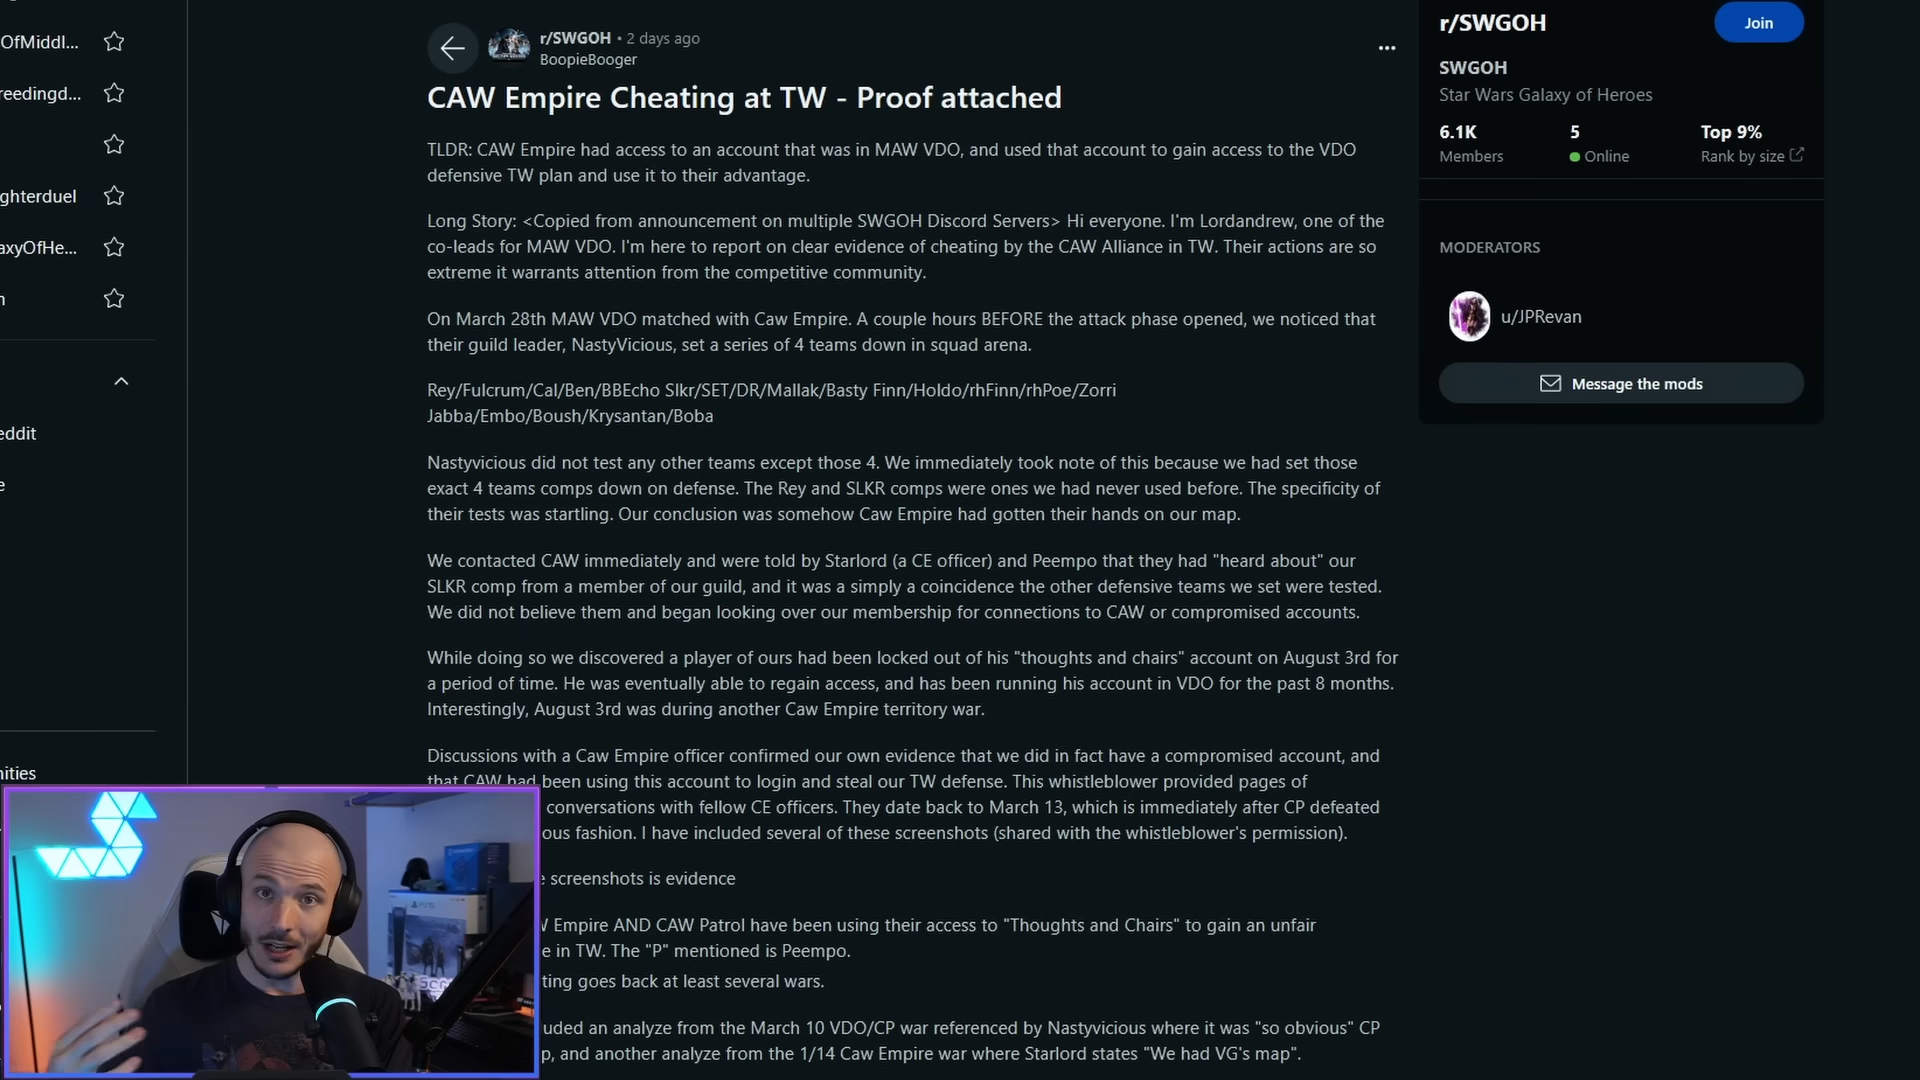 OfMiddl...
reedingd...
ghterduel
axyOfHe...
n
eddit
e
nities
r/SWGOH • 2 days ago
BoopieBooger
CAW Empire Cheating at TW - Proof attached
TLDR: CAW Empire had access to an account that was in MAW VDO, and used that account to gain access to the VDO
defensive TW plan and use it to their advantage.
Long Story: <Copied from announcement on multiple SWGOH Discord Servers> Hi everyone. I'm Lordandrew, one of the
co-leads for MAW VDO. I'm here to report on clear evidence of cheating by the CAW Alliance in TW. Their actions are so
extreme it warrants attention from the competitive community.
On March 28th MAW VDO matched with Caw Empire. A couple hours BEFORE the attack phase opened, we noticed that
their guild leader, NastyVicious, set a series of 4 teams down in squad arena.
Rey/Fulcrum/Cal/Ben/BBEcho Slkr/SET/DR/Mallak/Basty Finn/Holdo/rhFinn/rhPoe/Zorri
Jabba/Embo/Boush/Krysantan/Boba
Nastyvicious did not test any other teams except those 4. We immediately took note of this because we had set those
exact 4 teams comps down on defense. The Rey and SLKR comps were ones we had never used before. The specificity of
their tests was startling. Our conclusion was somehow Caw Empire had gotten their hands on our map.
We contacted CAW immediately and were told by Starlord (a CE officer) and Peempo that they had "heard about" our
SLKR comp from a member of our guild, and it was a simply a coincidence the other defensive teams we set were tested.
We did not believe them and began looking over our membership for connections to CAW or compromised accounts.
While doing so we discovered a player of ours had been locked out of his "thoughts and chairs" account on August 3rd for
a period of time. He was eventually able to regain access, and has been running his account in VDO for the past 8 months.
Interestingly, August 3rd was during another Caw Empire territory war.
Discussions with a Caw Empire officer confirmed our own evidence that we did in fact have a compromised account, and
that CAW had been using this account to login and steal our TW defense. This whistleblower provided pages of
conversations with fellow CE officers. They date back to March 13, which is immediately after CP defeated
ous fashion. I have included several of these screenshots (shared with the whistleblower's permission).
e screenshots is evidence
W Empire AND CAW Patrol have been using their access to "Thoughts and Chairs" to gain an unfair
e in TW. The "P" mentioned is Peempo.
ting goes back at least several wars.
uded an analyze from the March 10 VDO/CP war referenced by Nastyvicious where it was "so obvious" CP
p, and another analyze from the 1/14 Caw Empire war where Starlord states "We had VG's map".
r/SWGOH
Join
SWGOH
Star Wars Galaxy of Heroes
6.1K
Members
5
Online
Top 9%
Rank by size
MODERATORS
u/JPRevan
Message the mods